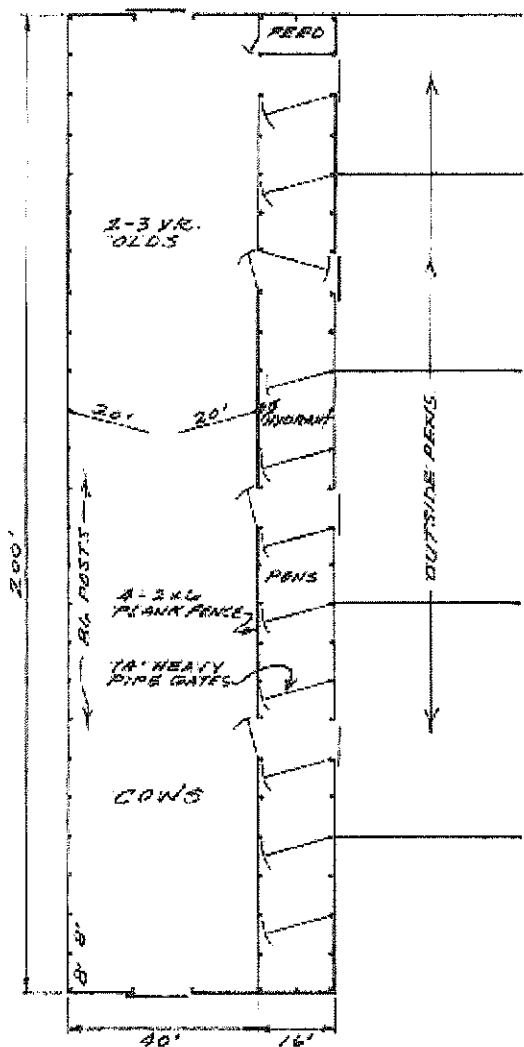 FEED
2-3 YR.
OLDS
20'
20'
HYDRANT
OUTSIDE PENS
200'
POSTS
4-2x6
PLANK FENCE
PENS
14' HEAVY
PIPE GATES
COWS
8' 8'
40'
16'